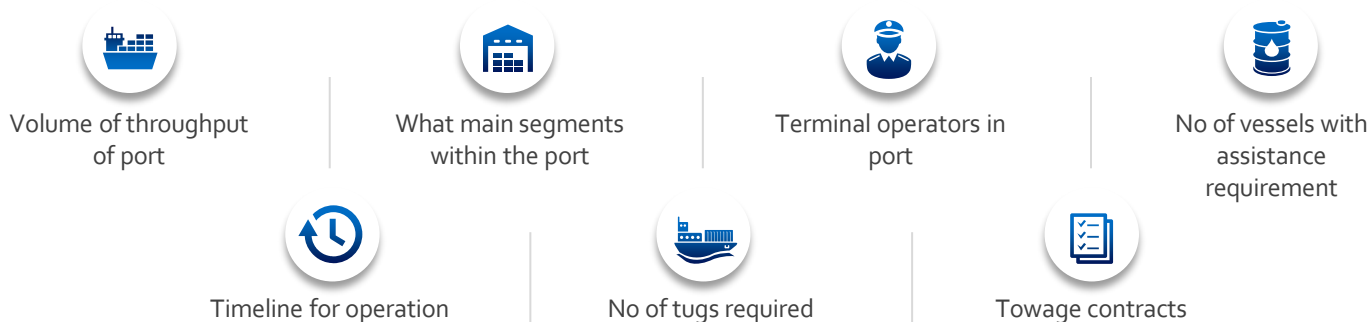 Volume of throughput
of port
What main segments
within the port
Terminal operators in
port
No of vessels with
assistance
requirement
Timeline for operation
No of tugs required
Towage contracts